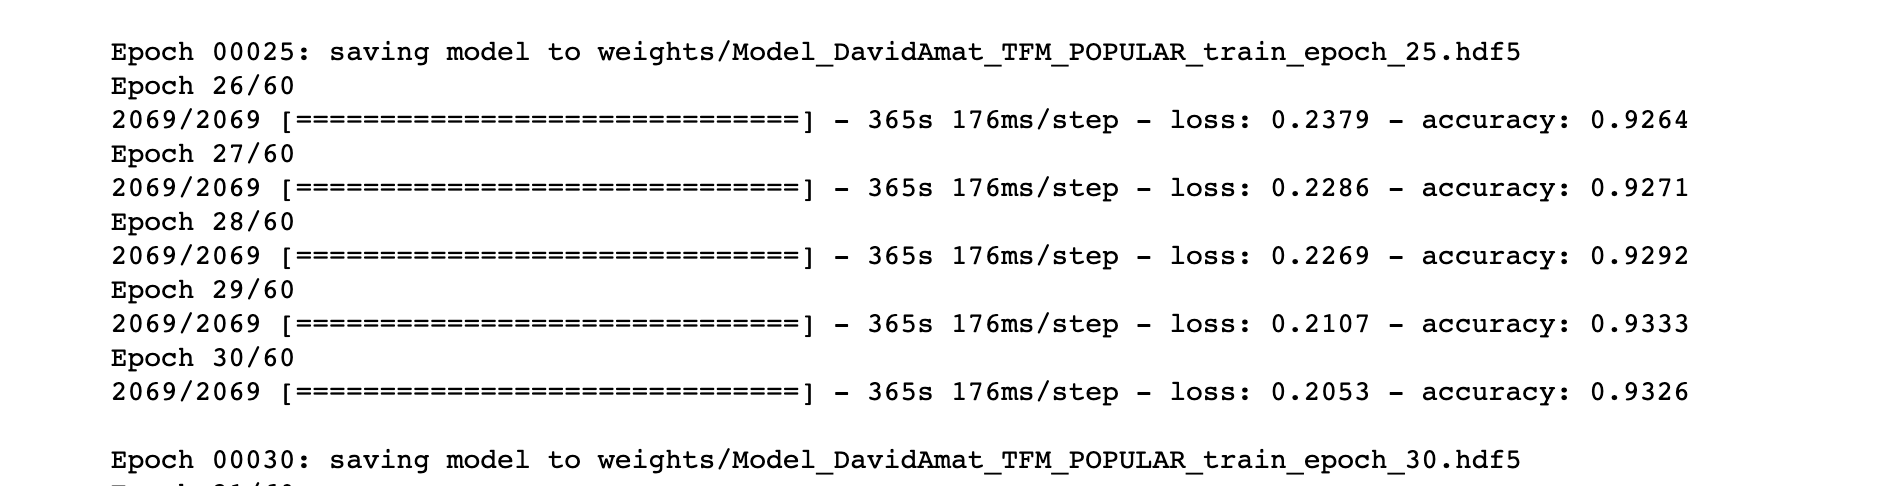 Epoch 00025: saving model to weights/Model_DavidAmat_TFM_POPULAR_train_epoch_25.hdf5
Epoch 26/60
2069/2069 [==============================] - 365s 176ms/step - loss: 0.2379 - accuracy: 0.9264
Epoch 27/60
2069/2069 [==============================] - 365s 176ms/step - loss: 0.2286 - accuracy: 0.9271
Epoch 28/60
2069/2069 [==============================] - 365s 176ms/step - loss: 0.2269 - accuracy: 0.9292
Epoch 29/60
2069/2069 [==============================] - 365s 176ms/step - loss: 0.2107 - accuracy: 0.9333
Epoch 30/60
2069/2069 [==============================] - 365s 176ms/step - loss: 0.2053 - accuracy: 0.9326
Epoch 00030: saving model to weights/Model_DavidAmat_TFM_POPULAR_train_epoch_30.hdf5